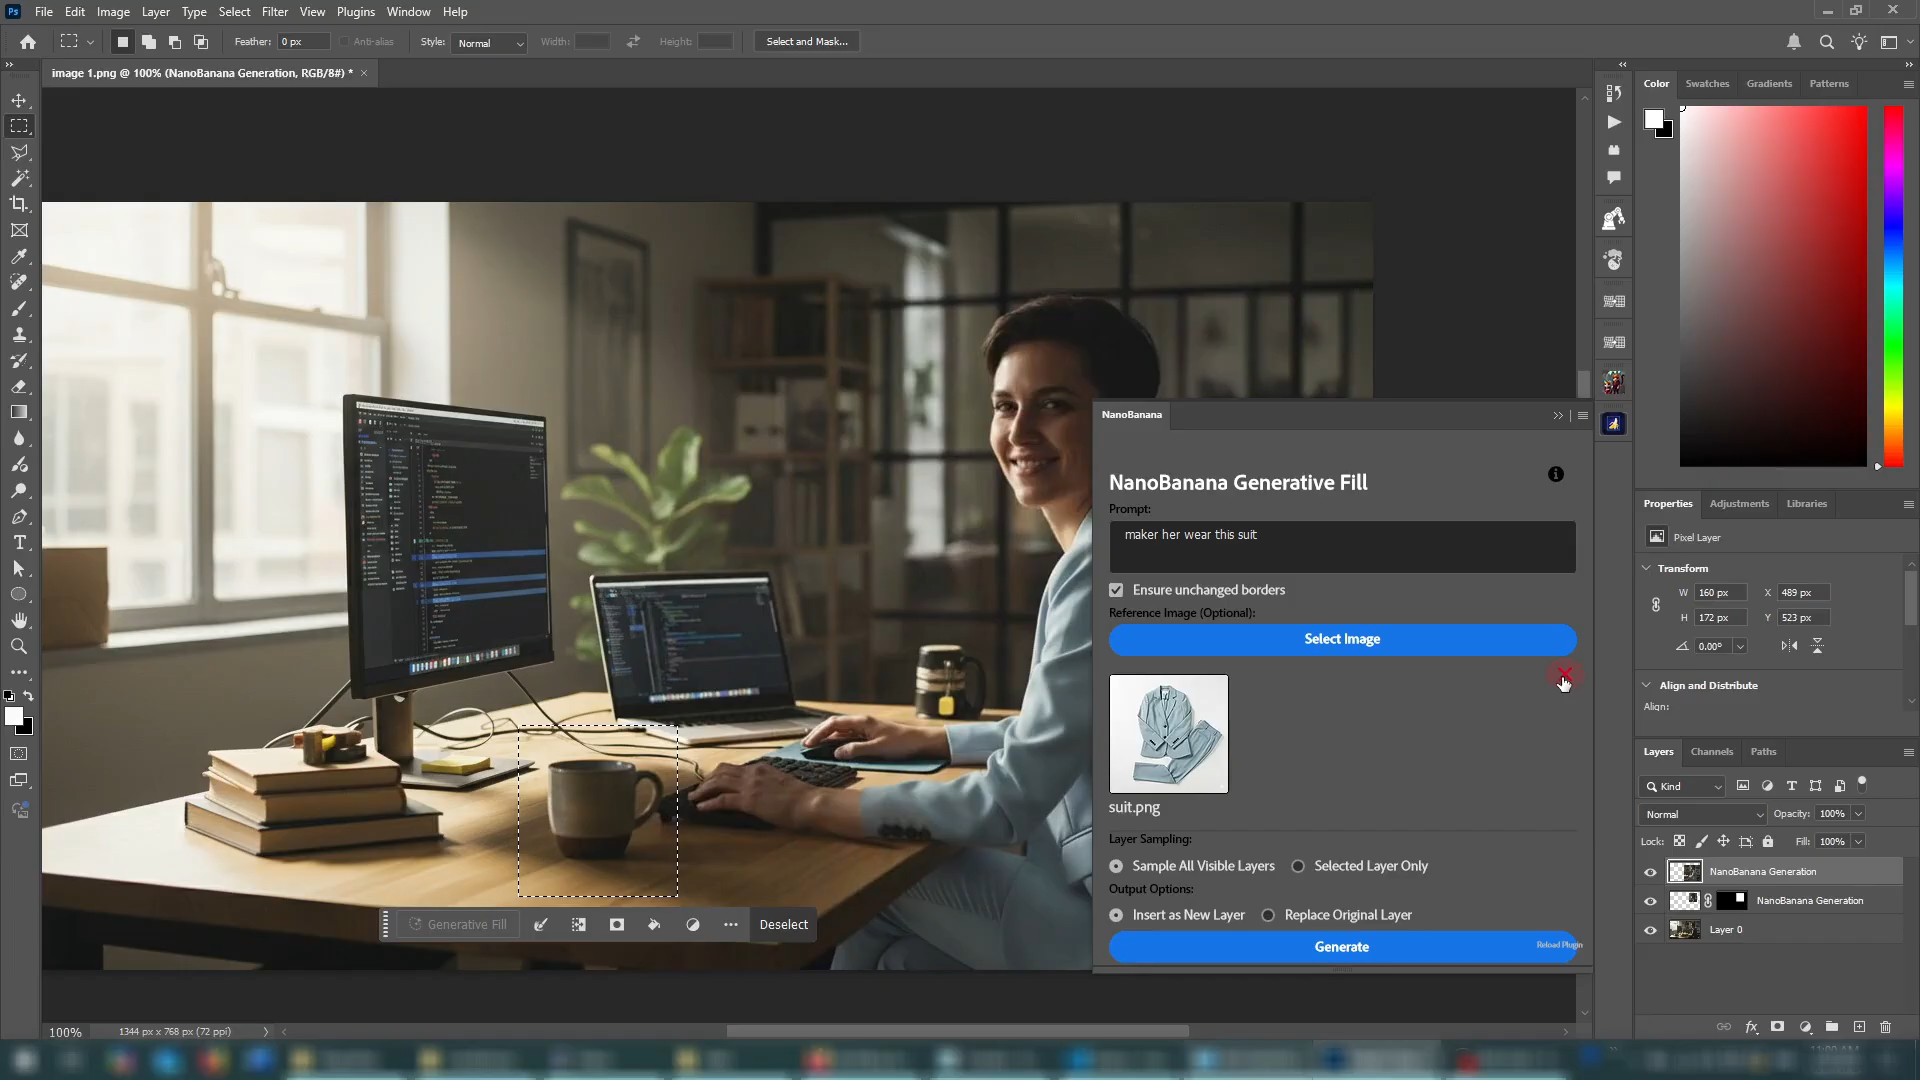 Ps File Edit Image Layer Type Select Filter View Plugins Window Help
Feather: 0 px Anti-alias Style: Normal Width: Height: Select and Mask...
image 1.png @ 100% (NanoBanana Generation, RGB/8#) *
Color Swatches Gradients Patterns
NanoBanana
NanoBanana Generative Fill
Prompt:
maker her wear this suit
Ensure unchanged borders
Reference Image (Optional):
Select Image
suit.png
Layer Sampling:
Sample All Visible Layers Selected Layer Only
Output Options:
Insert as New Layer Replace Original Layer
Generate
Reload Plugin
Generative Fill Deselect
Properties Adjustments Libraries
Pixel Layer
Transform
W 160 px X 489 px
H 172 px Y 523 px
0.00°
Align and Distribute
Align:
Layers Channels Paths
Kind
Normal Opacity: 100%
Lock: Fill: 100%
NanoBanana Generation
NanoBanana Generation
Layer 0
100% 1344 px x 768 px (72 ppi)